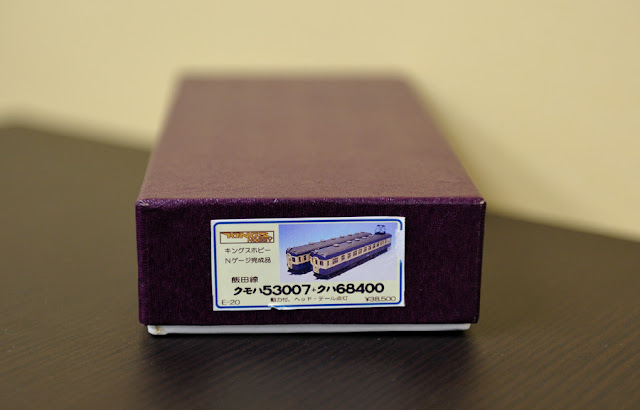 キングスホビー
Nゲージ完成品
飯田線
クモハ53007+クハ68400
E-20 動力付、ヘッド・テール点灯 ¥38,500